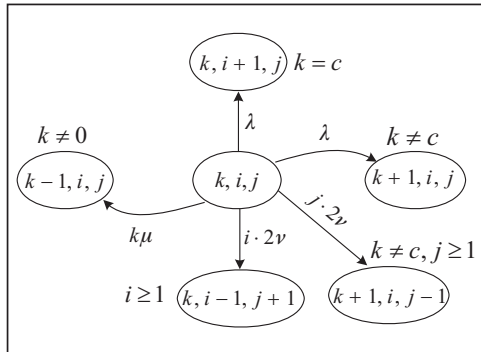 k, i + 1, j k = c
λ
λ
k ≠ 0
k ≠ c
k − 1, i, j
k, i, j
k + 1, i, j
kμ
i · 2ν
j · 2ν
k ≠ c, j ≥ 1
i ≥ 1
k, i − 1, j + 1
k + 1, i, j − 1